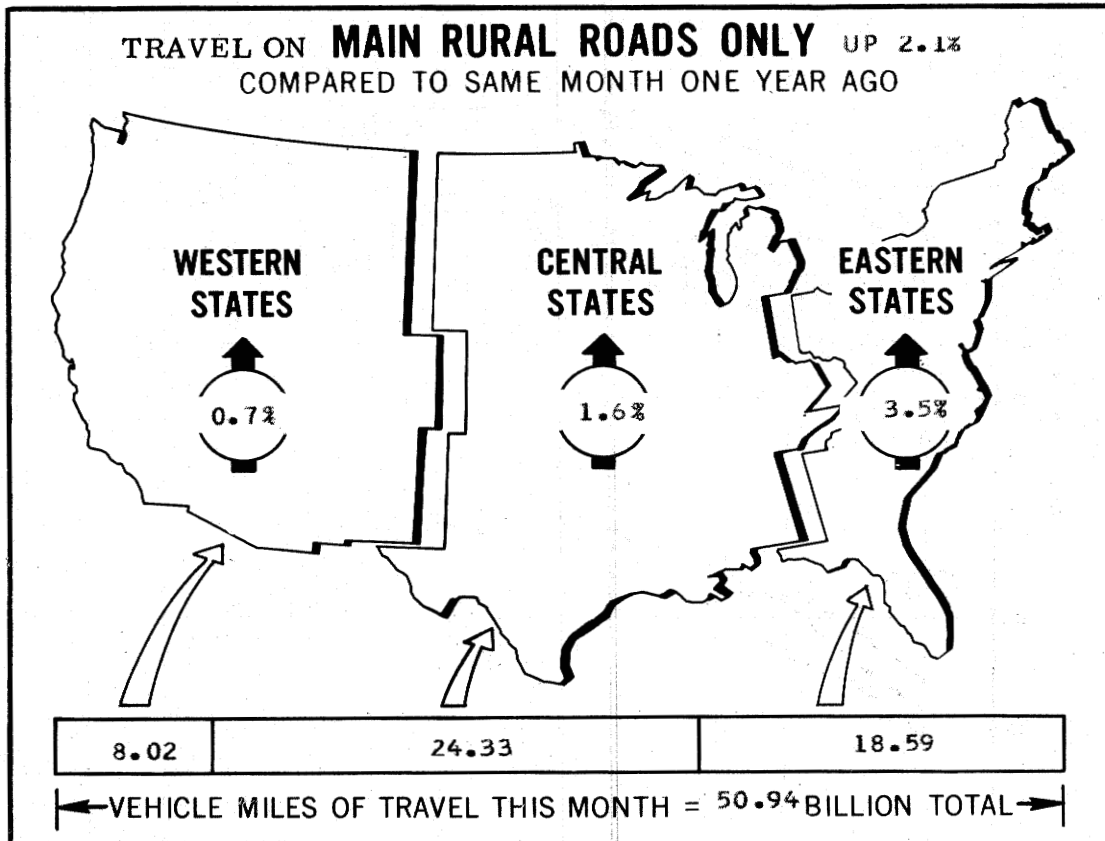 TRAVEL ON MAIN RURAL ROADS ONLY UP 2.1%
COMPARED TO SAME MONTH ONE YEAR AGO
WESTERN
STATES
0.7%
CENTRAL
STATES
1.6%
EASTERN
STATES
3.5%
8.02 24.33 18.59
VEHICLE MILES OF TRAVEL THIS MONTH = 50.94 BILLION TOTAL